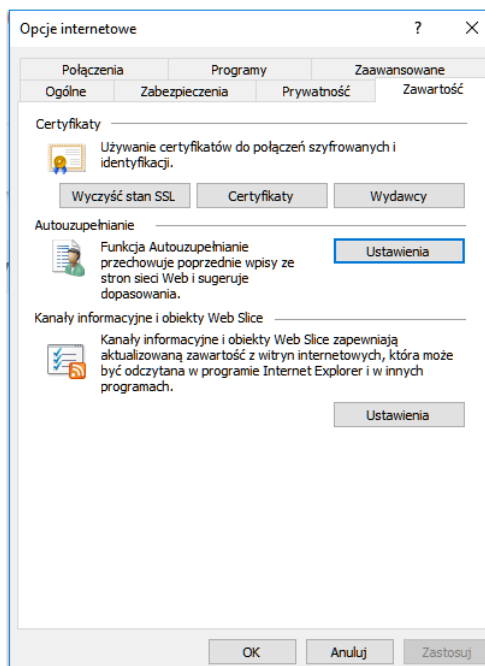 Opcje internetowe
Połączenia Programy Zaawansowane
Ogólne Zabezpieczenia Prywatność Zawartość
Certyfikaty
Używanie certyfikatów do połączeń szyfrowanych i
identyfikacji.
Wyczyść stan SSL Certyfikaty Wydawcy
Autouzupełnianie
Funkcja Autouzupełnianie
przechowuje poprzednie wpisy ze
stron sieci Web i sugeruje
dopasowania.
Ustawienia
Kanały informacyjne i obiekty Web Slice
Kanały informacyjne i obiekty Web Slice zapewniają
aktualizowaną zawartość z witryn internetowych, która może
być odczytana w programie Internet Explorer i w innych
programach.
Ustawienia
OK Anuluj Zastosuj